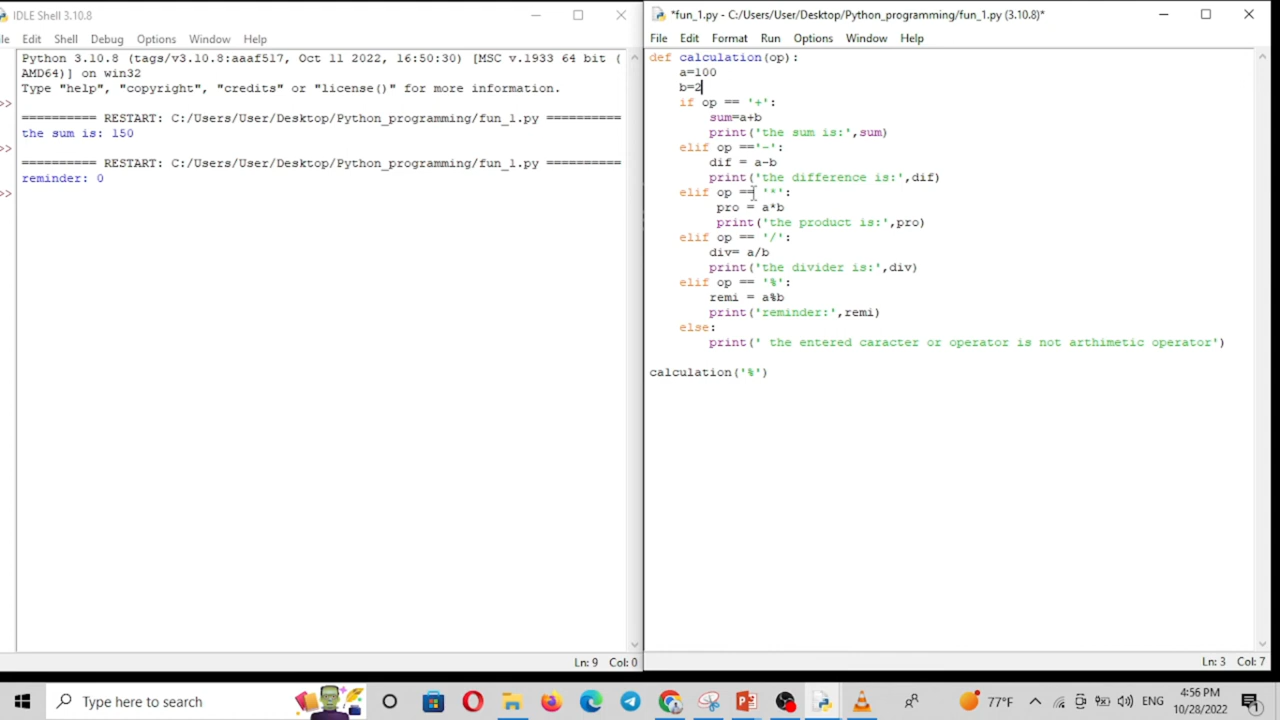 IDLE Shell 3.10.8
le Edit Shell Debug Options Window Help
Python 3.10.8 (tags/v3.10.8:aaaf517, Oct 11 2022, 16:50:30) [MSC v.1933 64 bit (
AMD64)] on win32
Type "help", "copyright", "credits" or "license()" for more information.
>>
========== RESTART: C:/Users/User/Desktop/Python_programming/fun_1.py ==========
the sum is: 150
>>
========== RESTART: C:/Users/User/Desktop/Python_programming/fun_1.py ==========
reminder: 0
>>
Ln: 9 Col: 0
*fun_1.py - C:/Users/User/Desktop/Python_programming/fun_1.py (3.10.8)*
File Edit Format Run Options Window Help
def calculation(op):
    a=100
    b=2
    if op == '+':
        sum=a+b
        print('the sum is:',sum)
    elif op =='-':
        dif = a-b
        print('the difference is:',dif)
    elif op == '*':
         pro = a*b
         print('the product is:',pro)
    elif op == '/':
        div= a/b
        print('the divider is:',div)
    elif op == '%':
        remi = a%b
        print('reminder:',remi)
    else:
        print(' the entered caracter or operator is not arthimetic operator')
calculation('%')
Ln: 3 Col: 7
Type here to search
77°F
ENG
4:56 PM
10/28/2022